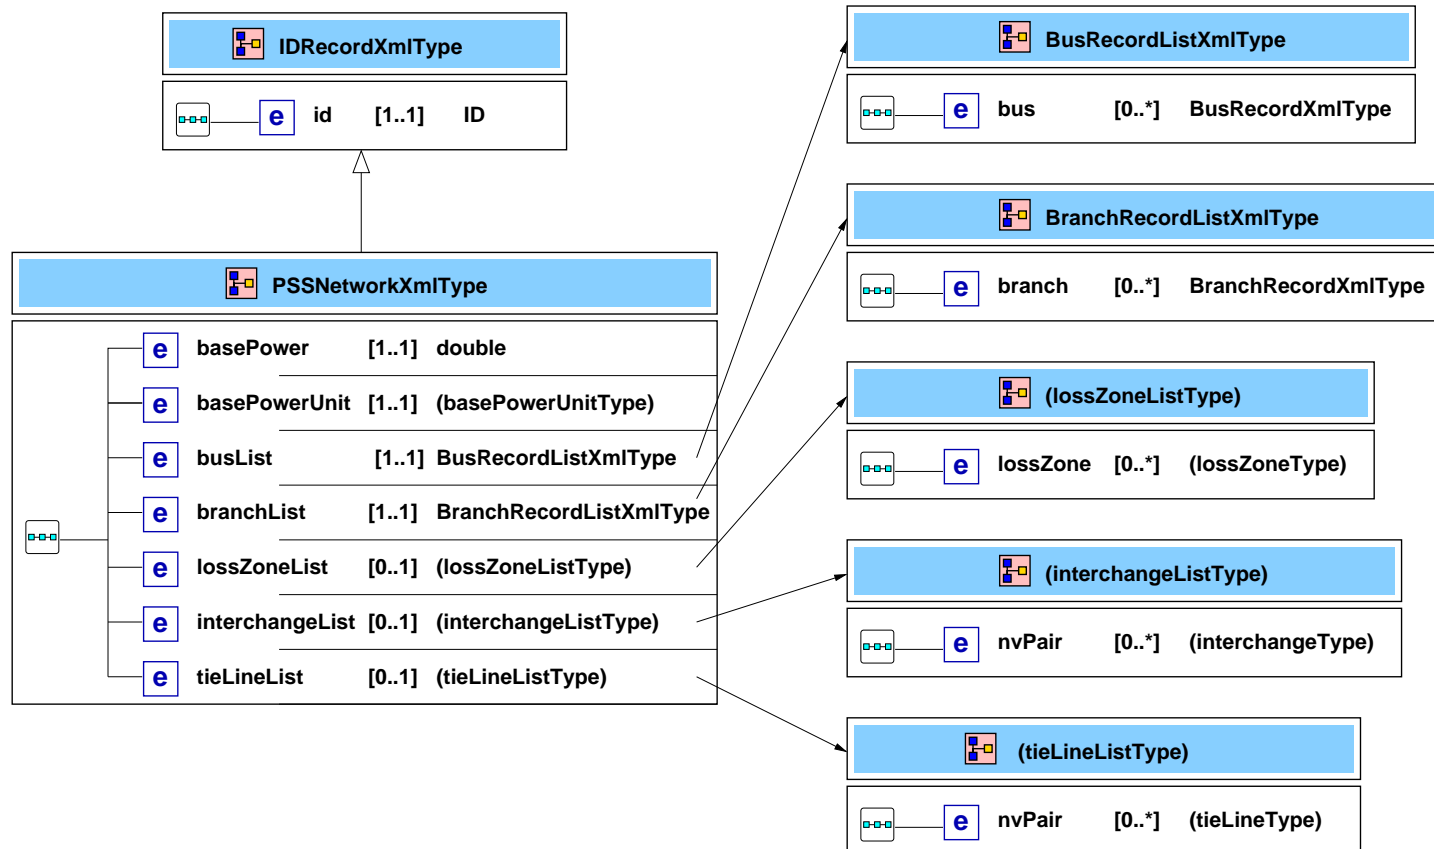 IDRecordXmlType
e id [1..1] ID
PSSNetworkXmlType
e basePower [1..1] double
e basePowerUnit [1..1] (basePowerUnitType)
e busList [1..1] BusRecordListXmlType
e branchList [1..1] BranchRecordListXmlType
e lossZoneList [0..1] (lossZoneListType)
e interchangeList [0..1] (interchangeListType)
e tieLineList [0..1] (tieLineListType)
BusRecordListXmlType
e bus [0..*] BusRecordXmlType
BranchRecordListXmlType
e branch [0..*] BranchRecordXmlType
(lossZoneListType)
e lossZone [0..*] (lossZoneType)
(interchangeListType)
e nvPair [0..*] (interchangeType)
(tieLineListType)
e nvPair [0..*] (tieLineType)